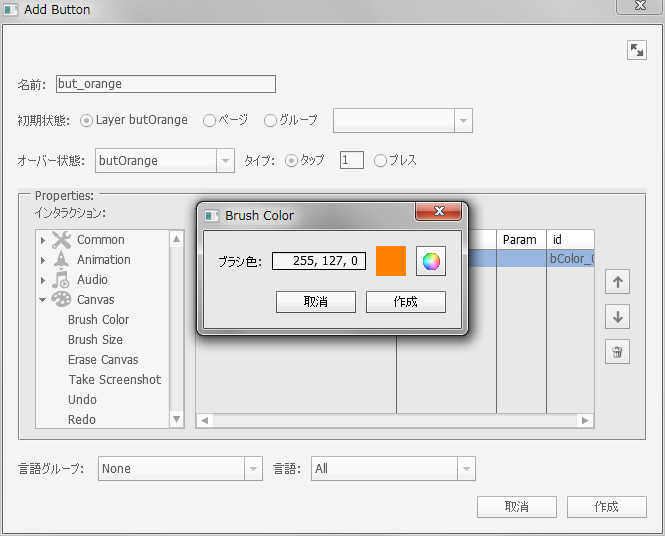 Add Button
名前: but_orange
初期状態: Layer butOrange ページ グループ
オーバー状態: butOrange タイプ: タップ 1 プレス
Properties:
インタラクション:
Common
Animation
Audio
Canvas
Brush Color
Brush Size
Erase Canvas
Take Screenshot
Undo
Redo
Param id
Brush Color
ブラシ色: 255, 127, 0
取消 作成
言語グループ: None 言語: All
取消 作成